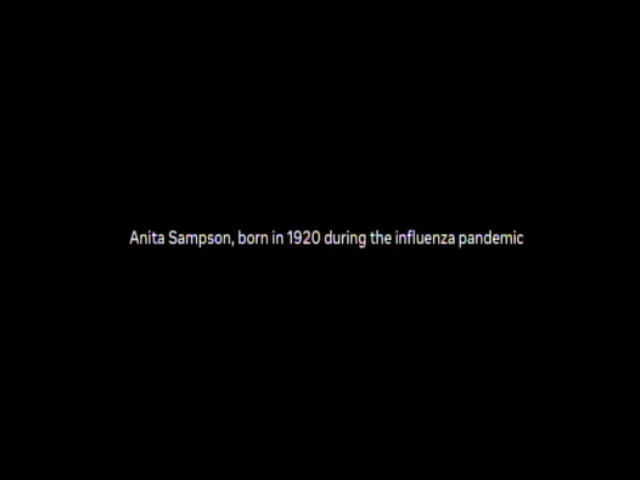 Anita Sampson, born in 1920 during the influenza pandemic